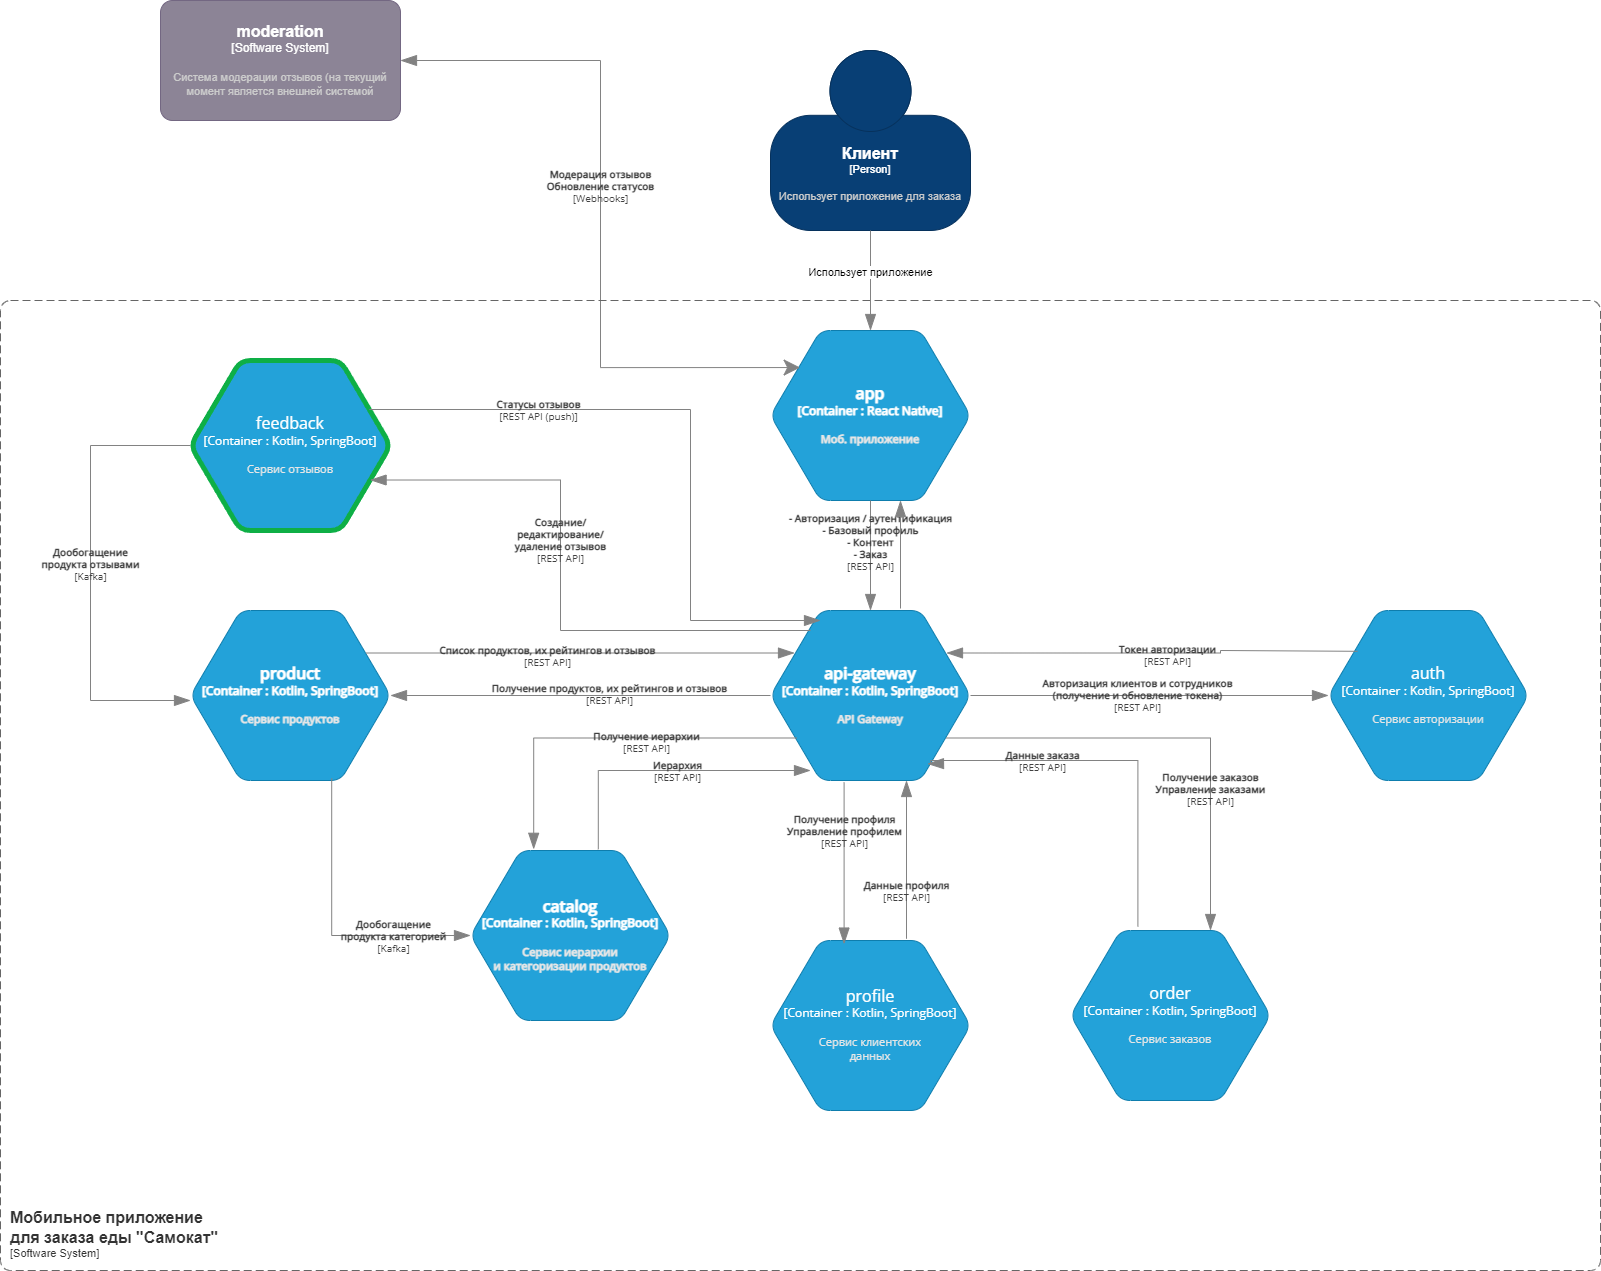 moderation
[Software System]
Система модерации отзывов (на текущий
момент является внешней системой
Клиент
[Person]
Использует приложение для заказа
Модерация отзывов
Обновление статусов
[Webhooks]
Использует приложение
app
[Container : React Native]
Моб. приложение
feedback
[Container : Kotlin, SpringBoot]
Сервис отзывов
Статусы отзывов
[REST API (push)]
Создание/
редактирование/
удаление отзывов
[REST API]
- Авторизация / аутентификация
- Базовый профиль
- Контент
- Заказ
[REST API]
Дообогащение
продукта отзывами
[Kafka]
product
[Container : Kotlin, SpringBoot]
Сервис продуктов
Список продуктов, их рейтингов и отзывов
[REST API]
Получение продуктов, их рейтингов и отзывов
[REST API]
api-gateway
[Container : Kotlin, SpringBoot]
API Gateway
Токен авторизации
[REST API]
Авторизация клиентов и сотрудников
(получение и обновление токена)
[REST API]
auth
[Container : Kotlin, SpringBoot]
Сервис авторизации
Получение иерархии
[REST API]
Иерархия
[REST API]
Данные заказа
[REST API]
Получение заказов
Управление заказами
[REST API]
Получение профиля
Управление профилем
[REST API]
Данные профиля
[REST API]
Дообогащение
продукта категорией
[Kafka]
catalog
[Container : Kotlin, SpringBoot]
Сервис иерархии
и категоризации продуктов
profile
[Container : Kotlin, SpringBoot]
Сервис клиентских
данных
order
[Container : Kotlin, SpringBoot]
Сервис заказов
Мобильное приложение
для заказа еды "Самокат"
[Software System]